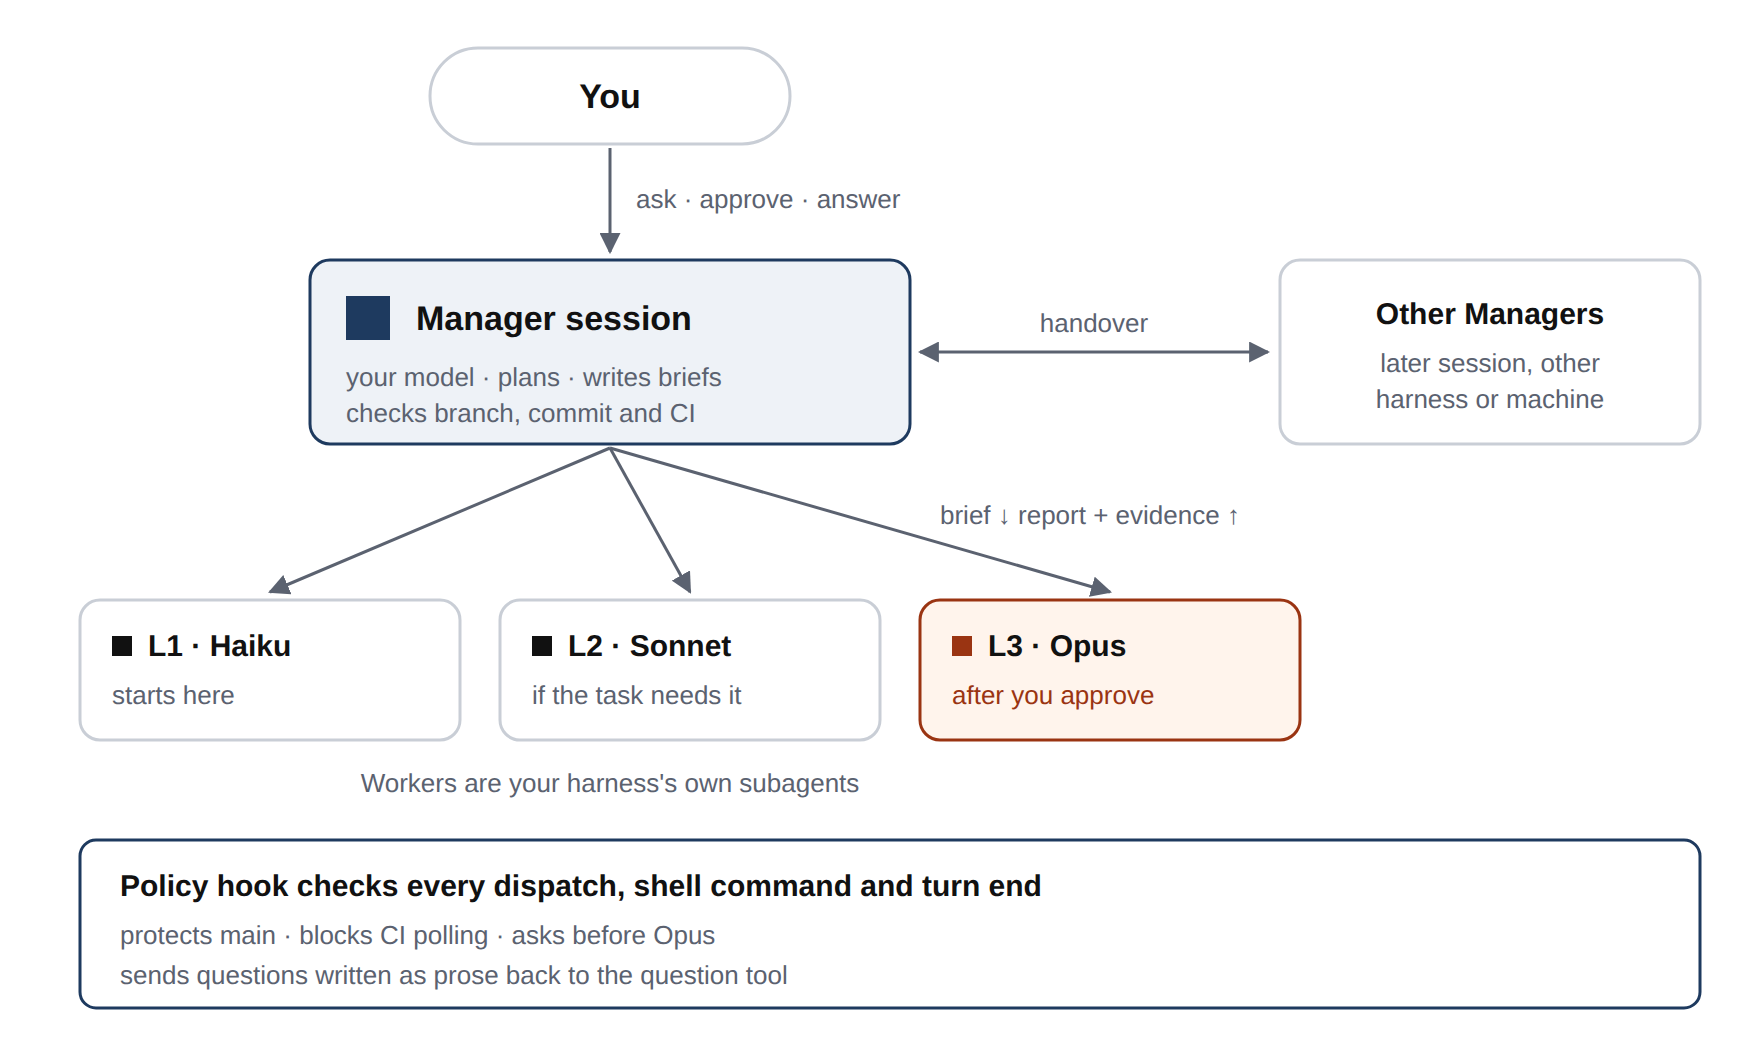 You
ask · approve · answer
Manager session
your model · plans · writes briefs
checks branch, commit and CI
handover
Other Managers
later session, other
harness or machine
brief ↓ report + evidence ↑
L1 · Haiku
starts here
L2 · Sonnet
if the task needs it
L3 · Opus
after you approve
Workers are your harness's own subagents
Policy hook checks every dispatch, shell command and turn end
protects main · blocks CI polling · asks before Opus
sends questions written as prose back to the question tool